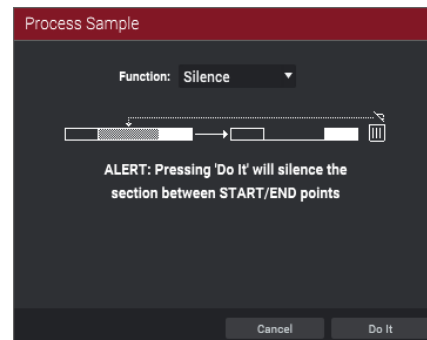 Process Sample
Function: Silence
ALERT: Pressing 'Do It' will silence the
section between START/END points
Cancel Do It